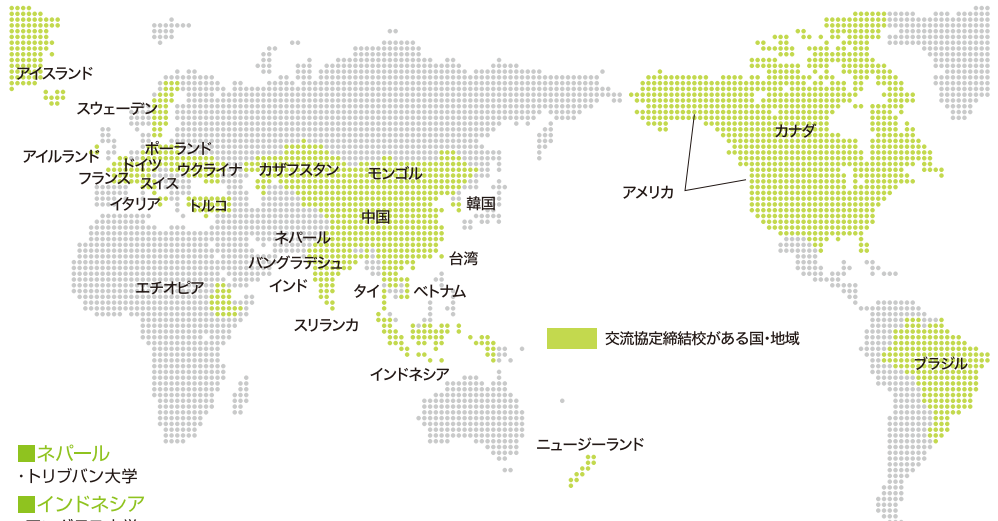 アイスランド
スウェーデン
アイルランド
ポーランド
ドイツ
ウクライナ
フランス
スイス
イタリア
トルコ
カザフスタン
モンゴル
中国
韓国
ネパール
バングラデシュ
インド
台湾
エチオピア
タイ
ベトナム
スリランカ
インドネシア
カナダ
アメリカ
交流協定締結校がある国・地域
ブラジル
ニュージーランド
■ネパール
・トリブバン大学
■インドネシア